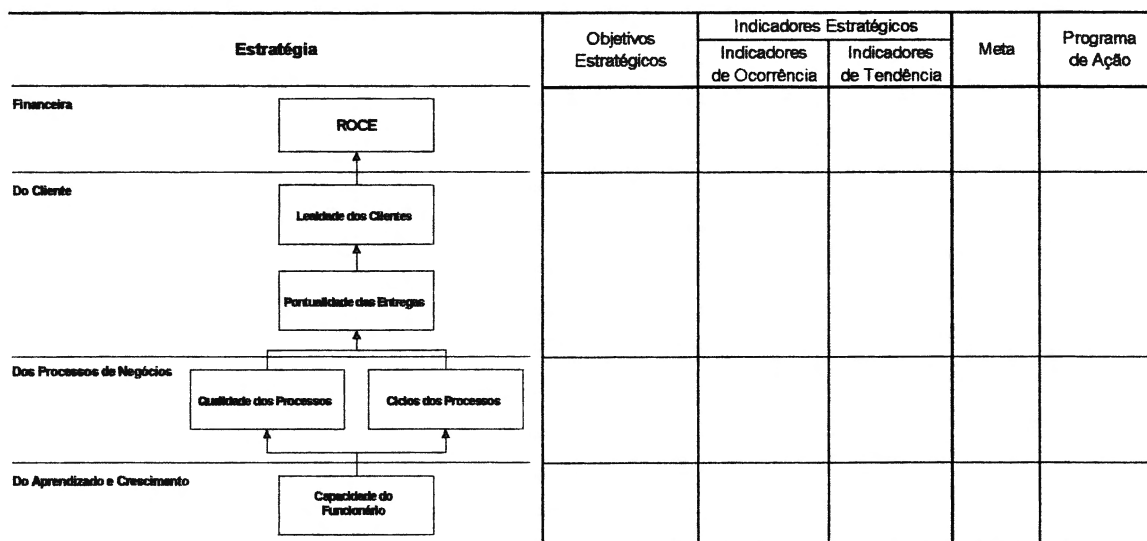 Estratégia
Objetivos
Estratégicos
Indicadores Estratégicos
Indicadores
de Ocorrência
Indicadores
de Tendência
Meta
Programa
de Ação
Financeira
ROCE
Do Cliente
Lealdade dos Clientes
Pontualidade das Entregas
Dos Processos de Negócios
Qualidade dos Processos
Ciclos dos Processos
Do Aprendizado e Crescimento
Capacidade do
Funcionário